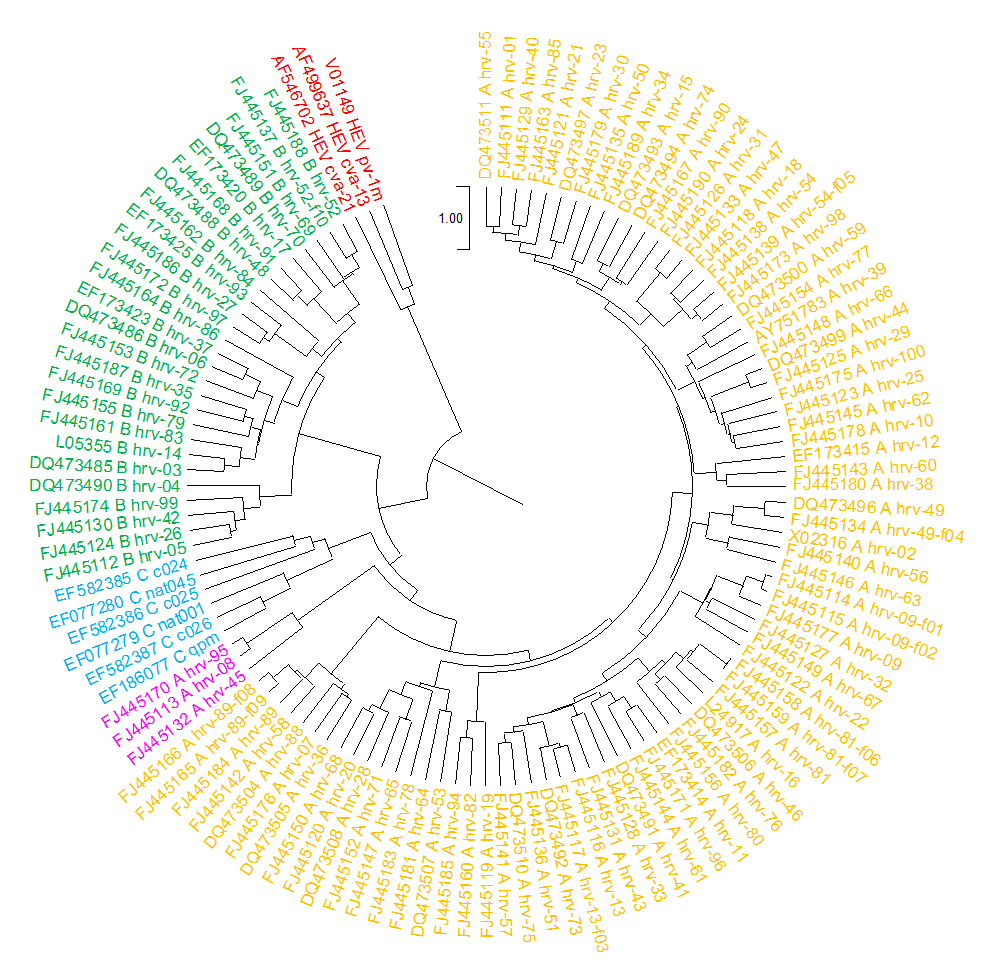 DQ473511 A hrv-55
FJ445111 A hrv-01
FJ445129 A hrv-40
FJ445163 A hrv-85
FJ445121 A hrv-21
DQ473497 A hrv-23
FJ445179 A hrv-30
FJ445135 A hrv-50
FJ445189 A hrv-34
DQ473493 A hrv-15
DQ473494 A hrv-74
FJ445167 A hrv-90
FJ445190 A hrv-24
FJ445126 A hrv-31
FJ445133 A hrv-47
FJ445118 A hrv-18
FJ445138 A hrv-54
FJ445139 A hrv-54-f05
FJ445173 A hrv-98
DQ473500 A hrv-59
FJ445154 A hrv-77
AY751783 A hrv-39
FJ445148 A hrv-66
DQ473499 A hrv-44
FJ445125 A hrv-29
FJ445175 A hrv-100
FJ445123 A hrv-25
FJ445145 A hrv-62
FJ445178 A hrv-10
EF173415 A hrv-12
FJ445143 A hrv-60
FJ445180 A hrv-38
DQ473496 A hrv-49
FJ445134 A hrv-49-f04
X02316 A hrv-02
FJ445140 A hrv-56
FJ445146 A hrv-63
FJ445114 A hrv-09-f01
FJ445115 A hrv-09-f02
FJ445177 A hrv-09
FJ445127 A hrv-32
FJ445149 A hrv-67
FJ445122 A hrv-22
FJ445158 A hrv-81-f06
FJ445159 A hrv-81-f07
FJ445157 A hrv-81
L24917 A hrv-16
DQ473506 A hrv-46
FJ445182 A hrv-76
FJ445156 A hrv-80
EF173414 A hrv-11
FJ445171 A hrv-96
FJ445144 A hrv-61
DQ473491 A hrv-41
FJ445128 A hrv-33
FJ445131 A hrv-43
FJ445116 A hrv-13
FJ445117 A hrv-13-f03
DQ473492 A hrv-73
FJ445136 A hrv-51
DQ473510 A hrv-75
FJ445141 A hrv-57
FJ445119 A hrv-19
FJ445160 A hrv-82
FJ445185 A hrv-94
DQ473507 A hrv-53
FJ445181 A hrv-64
FJ445183 A hrv-78
FJ445147 A hrv-65
FJ445152 A hrv-71
DQ473508 A hrv-28
FJ445120 A hrv-20
FJ445150 A hrv-68
DQ473505 A hrv-36
FJ445176 A hrv-07
DQ473504 A hrv-88
FJ445142 A hrv-58
FJ445184 A hrv-89
FJ445165 A hrv-89-f09
FJ445166 A hrv-89-f08
FJ445132 A hrv-45
FJ445113 A hrv-08
FJ445170 A hrv-95
EF186077 C qpm
EF582387 C c026
EF077279 C nat001
EF582386 C c025
EF077280 C nat045
EF582385 C c024
FJ445112 B hrv-05
FJ445124 B hrv-26
FJ445130 B hrv-42
FJ445174 B hrv-99
DQ473490 B hrv-04
DQ473485 B hrv-03
L05355 B hrv-14
FJ445161 B hrv-83
FJ445155 B hrv-79
FJ445169 B hrv-92
FJ445187 B hrv-35
FJ445153 B hrv-72
DQ473486 B hrv-06
EF173423 B hrv-37
FJ445164 B hrv-86
FJ445172 B hrv-97
FJ445186 B hrv-27
EF173425 B hrv-93
FJ445162 B hrv-84
DQ473488 B hrv-48
FJ445168 B hrv-91
EF173420 B hrv-17
DQ473489 B hrv-70
FJ445151 B hrv-69
FJ445137 B hrv-52-f10
FJ445188 B hrv-52
AF546702 HEV cva-21
AF499637 HEV cva-13
V01149 HEV pv-1m
1.00